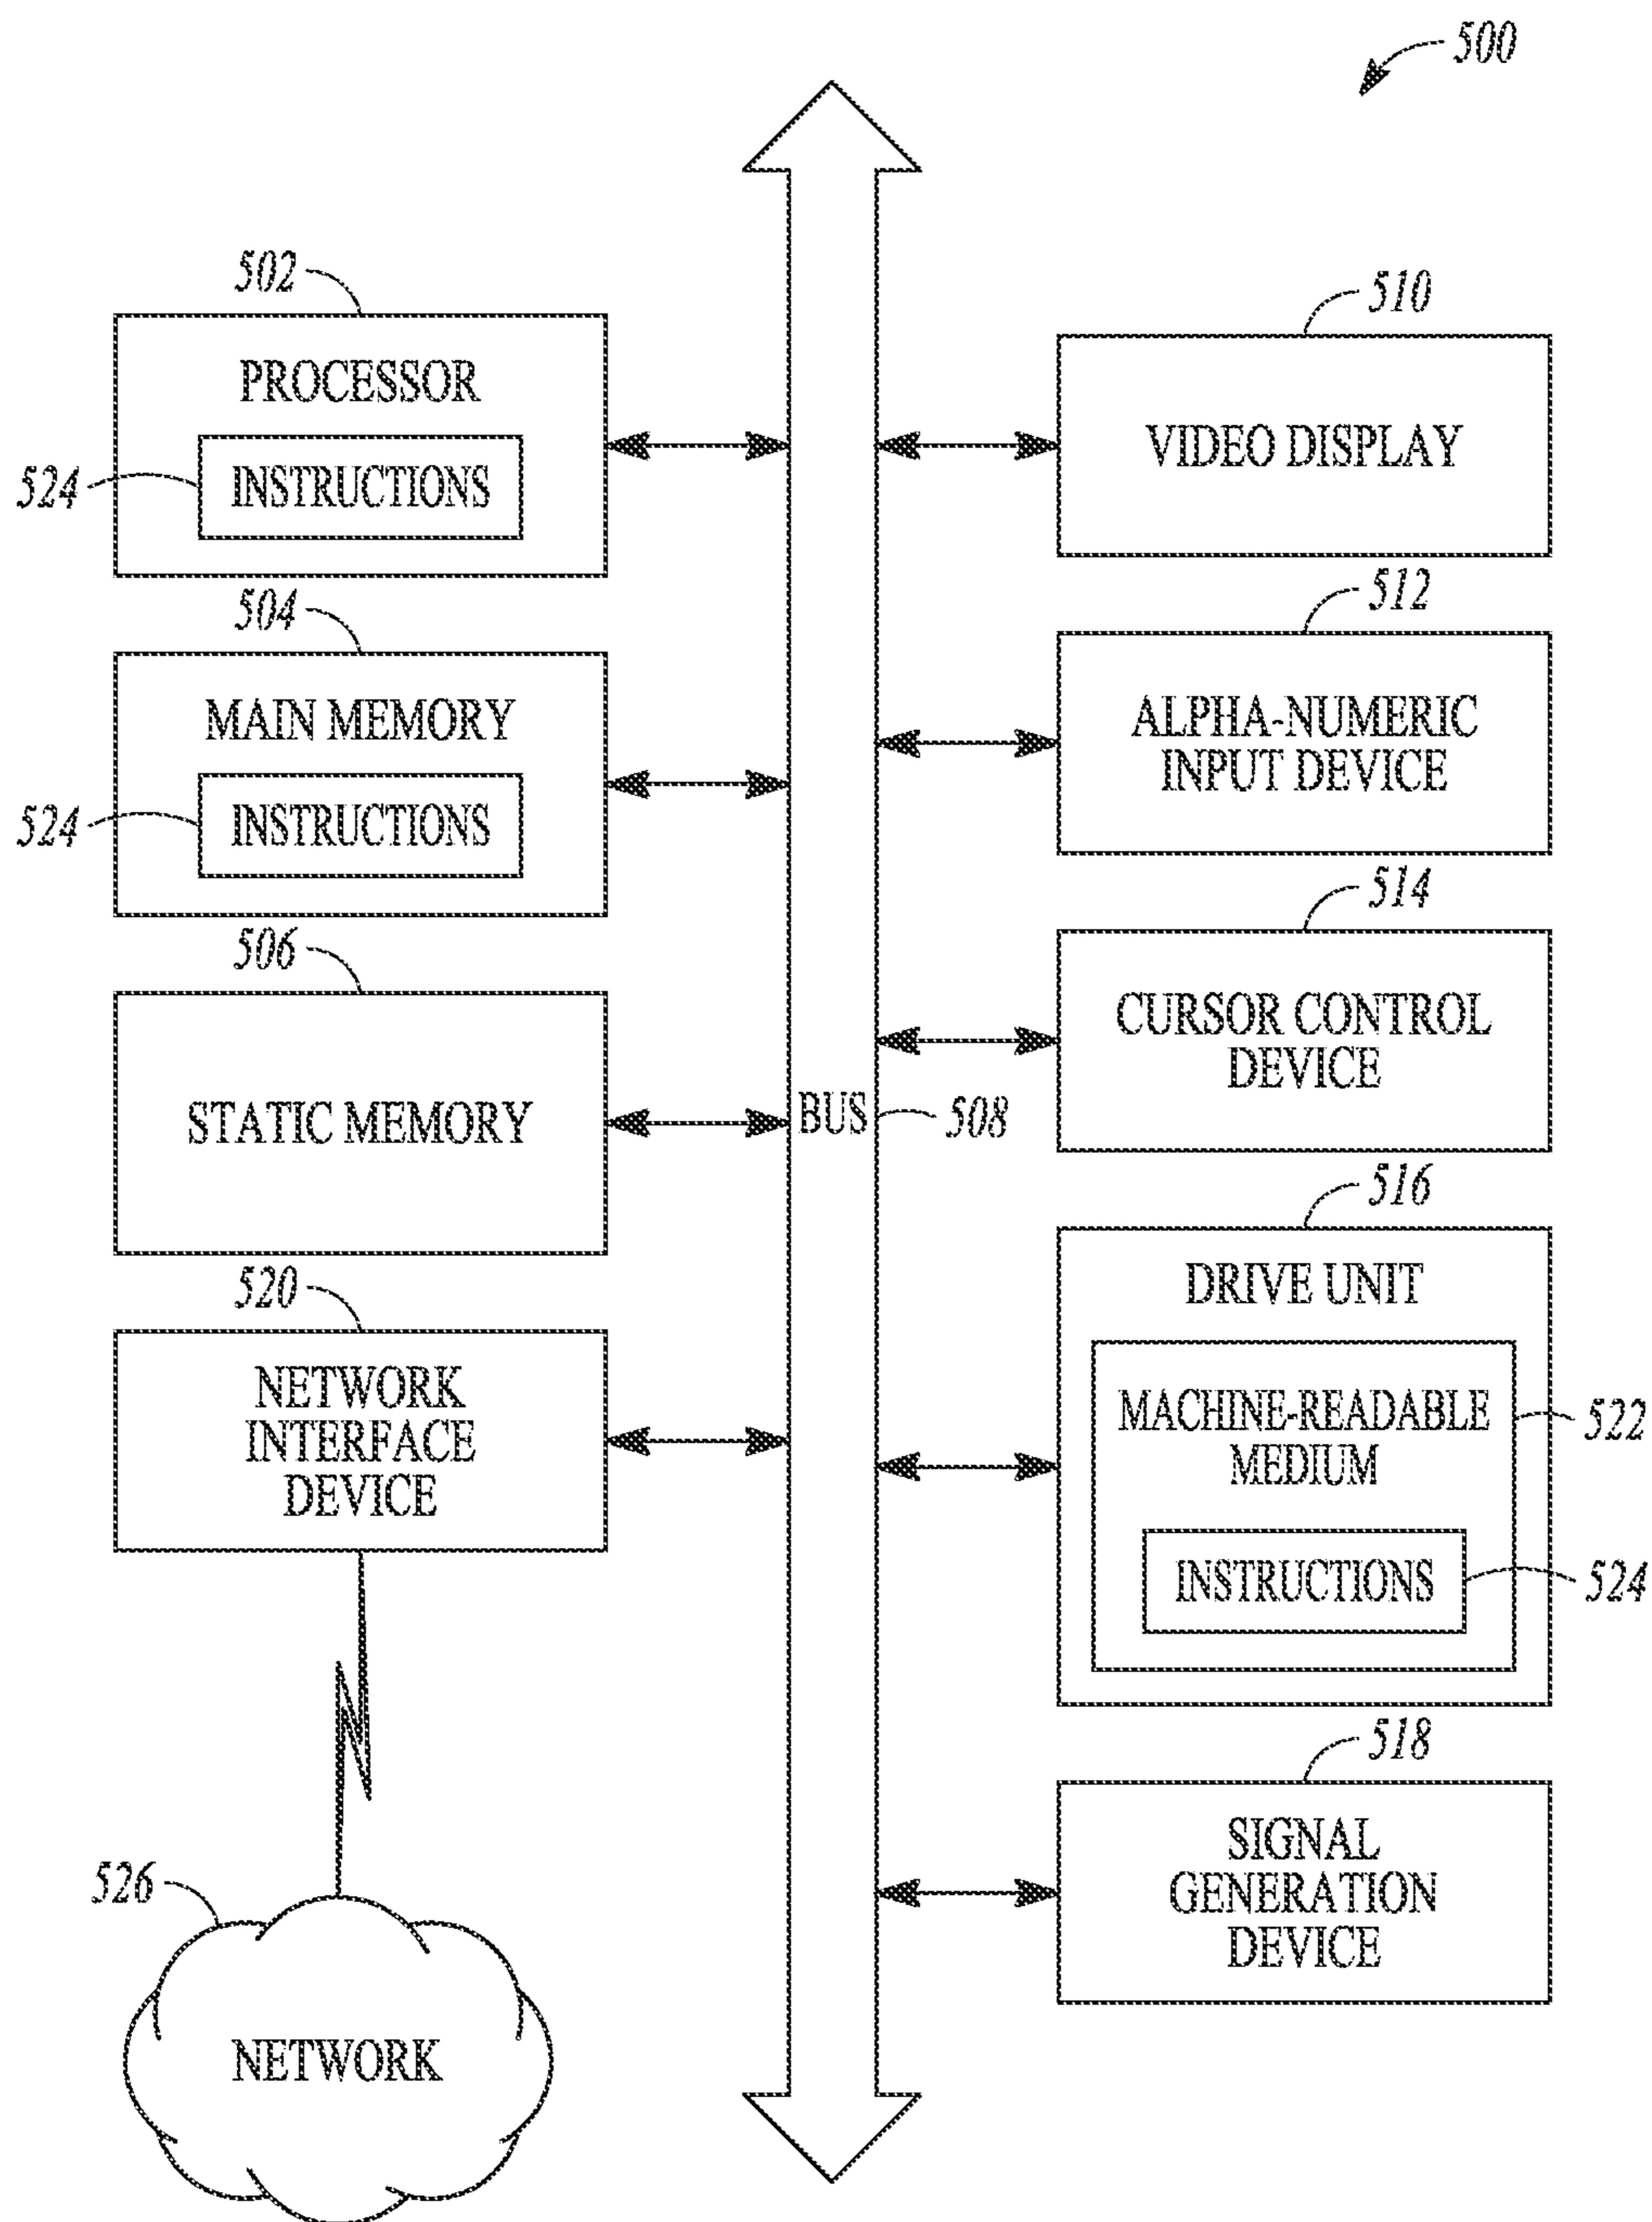 500
502
PROCESSOR
524
INSTRUCTIONS
504
MAIN MEMORY
524
INSTRUCTIONS
506
STATIC MEMORY
520
NETWORK
INTERFACE
DEVICE
526
NETWORK
BUS
508
510
VIDEO DISPLAY
512
ALPHA-NUMERIC
INPUT DEVICE
514
CURSOR CONTROL
DEVICE
516
DRIVE UNIT
MACHINE-READABLE
MEDIUM
522
INSTRUCTIONS
524
518
SIGNAL
GENERATION
DEVICE